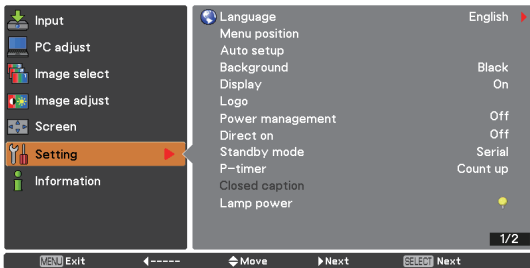 Input
PC adjust
Image select
Image adjust
Screen
Setting
Information
Language English
Menu position
Auto setup
Background Black
Display On
Logo
Power management Off
Direct on Off
Standby mode Serial
P-timer Count up
Closed caption
Lamp power
1/2
MENU Exit ----- Move Next SELECT Next